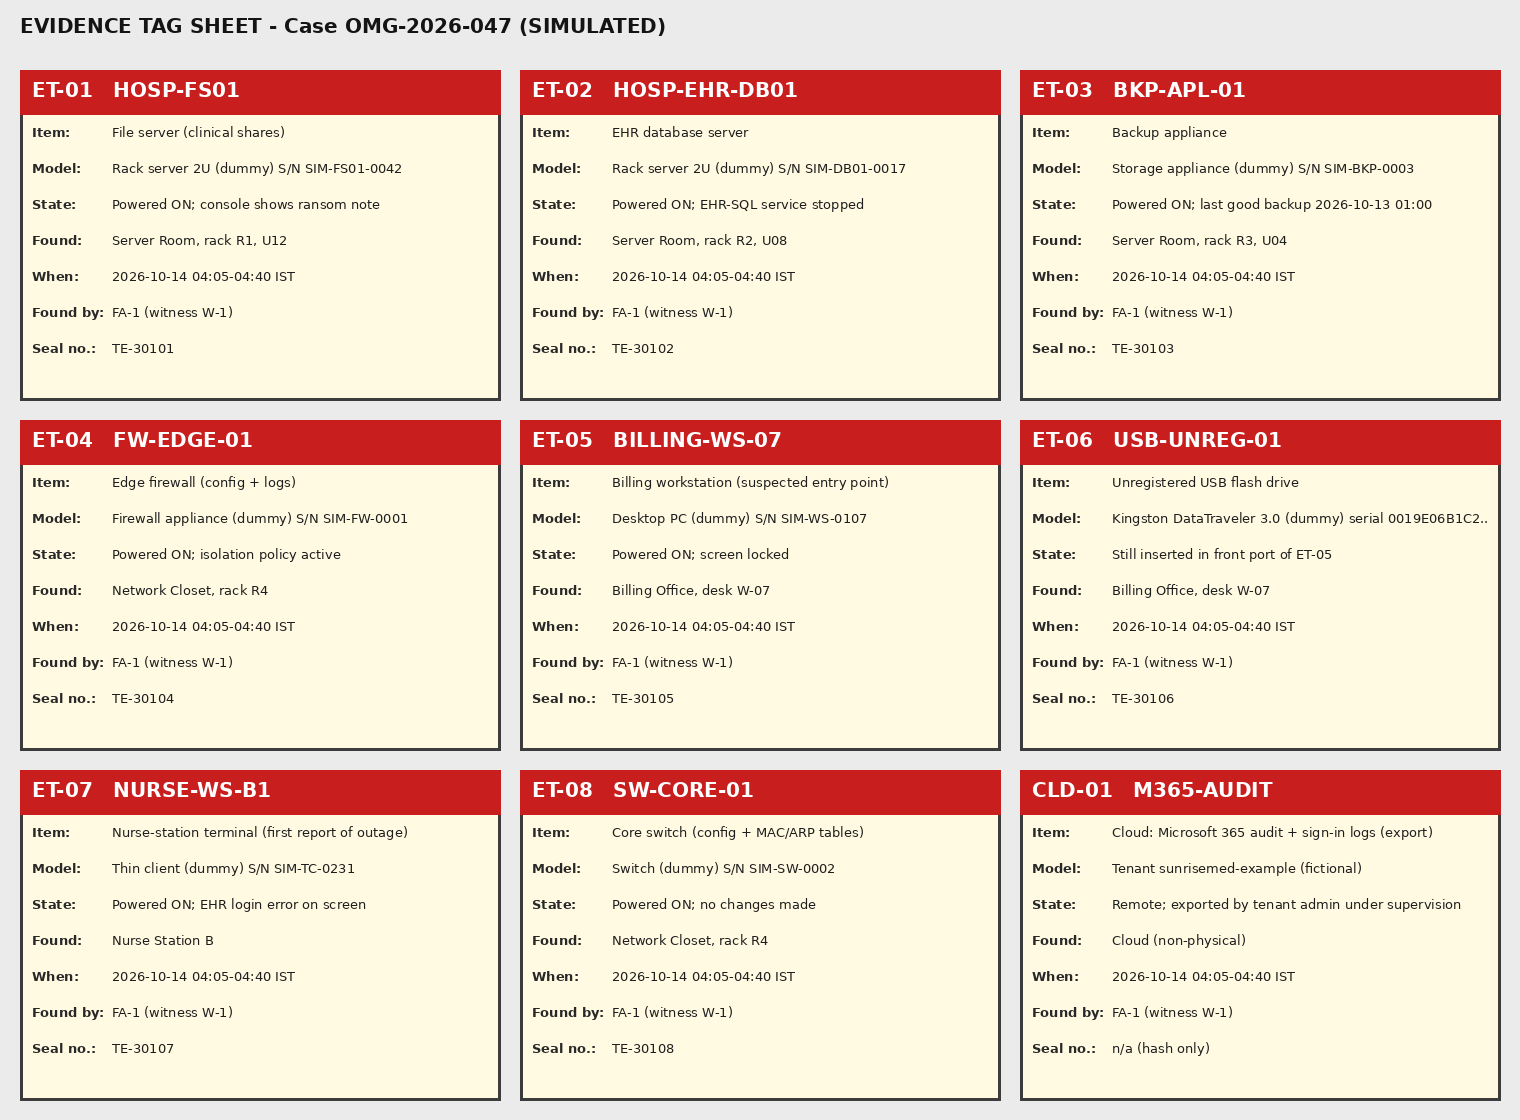 EVIDENCE TAG SHEET - Case OMG-2026-047 (SIMULATED)
ET-01 HOSP-FS01
Item: File server (clinical shares)
Model: Rack server 2U (dummy) S/N SIM-FS01-0042
State: Powered ON; console shows ransom note
Found: Server Room, rack R1, U12
When: 2026-10-14 04:05-04:40 IST
Found by: FA-1 (witness W-1)
Seal no.: TE-30101
ET-02 HOSP-EHR-DB01
Item: EHR database server
Model: Rack server 2U (dummy) S/N SIM-DB01-0017
State: Powered ON; EHR-SQL service stopped
Found: Server Room, rack R2, U08
When: 2026-10-14 04:05-04:40 IST
Found by: FA-1 (witness W-1)
Seal no.: TE-30102
ET-03 BKP-APL-01
Item: Backup appliance
Model: Storage appliance (dummy) S/N SIM-BKP-0003
State: Powered ON; last good backup 2026-10-13 01:00
Found: Server Room, rack R3, U04
When: 2026-10-14 04:05-04:40 IST
Found by: FA-1 (witness W-1)
Seal no.: TE-30103
ET-04 FW-EDGE-01
Item: Edge firewall (config + logs)
Model: Firewall appliance (dummy) S/N SIM-FW-0001
State: Powered ON; isolation policy active
Found: Network Closet, rack R4
When: 2026-10-14 04:05-04:40 IST
Found by: FA-1 (witness W-1)
Seal no.: TE-30104
ET-05 BILLING-WS-07
Item: Billing workstation (suspected entry point)
Model: Desktop PC (dummy) S/N SIM-WS-0107
State: Powered ON; screen locked
Found: Billing Office, desk W-07
When: 2026-10-14 04:05-04:40 IST
Found by: FA-1 (witness W-1)
Seal no.: TE-30105
ET-06 USB-UNREG-01
Item: Unregistered USB flash drive
Model: Kingston DataTraveler 3.0 (dummy) serial 0019E06B1C2..
State: Still inserted in front port of ET-05
Found: Billing Office, desk W-07
When: 2026-10-14 04:05-04:40 IST
Found by: FA-1 (witness W-1)
Seal no.: TE-30106
ET-07 NURSE-WS-B1
Item: Nurse-station terminal (first report of outage)
Model: Thin client (dummy) S/N SIM-TC-0231
State: Powered ON; EHR login error on screen
Found: Nurse Station B
When: 2026-10-14 04:05-04:40 IST
Found by: FA-1 (witness W-1)
Seal no.: TE-30107
ET-08 SW-CORE-01
Item: Core switch (config + MAC/ARP tables)
Model: Switch (dummy) S/N SIM-SW-0002
State: Powered ON; no changes made
Found: Network Closet, rack R4
When: 2026-10-14 04:05-04:40 IST
Found by: FA-1 (witness W-1)
Seal no.: TE-30108
CLD-01 M365-AUDIT
Item: Cloud: Microsoft 365 audit + sign-in logs (export)
Model: Tenant sunrisemed-example (fictional)
State: Remote; exported by tenant admin under supervision
Found: Cloud (non-physical)
When: 2026-10-14 04:05-04:40 IST
Found by: FA-1 (witness W-1)
Seal no.: n/a (hash only)